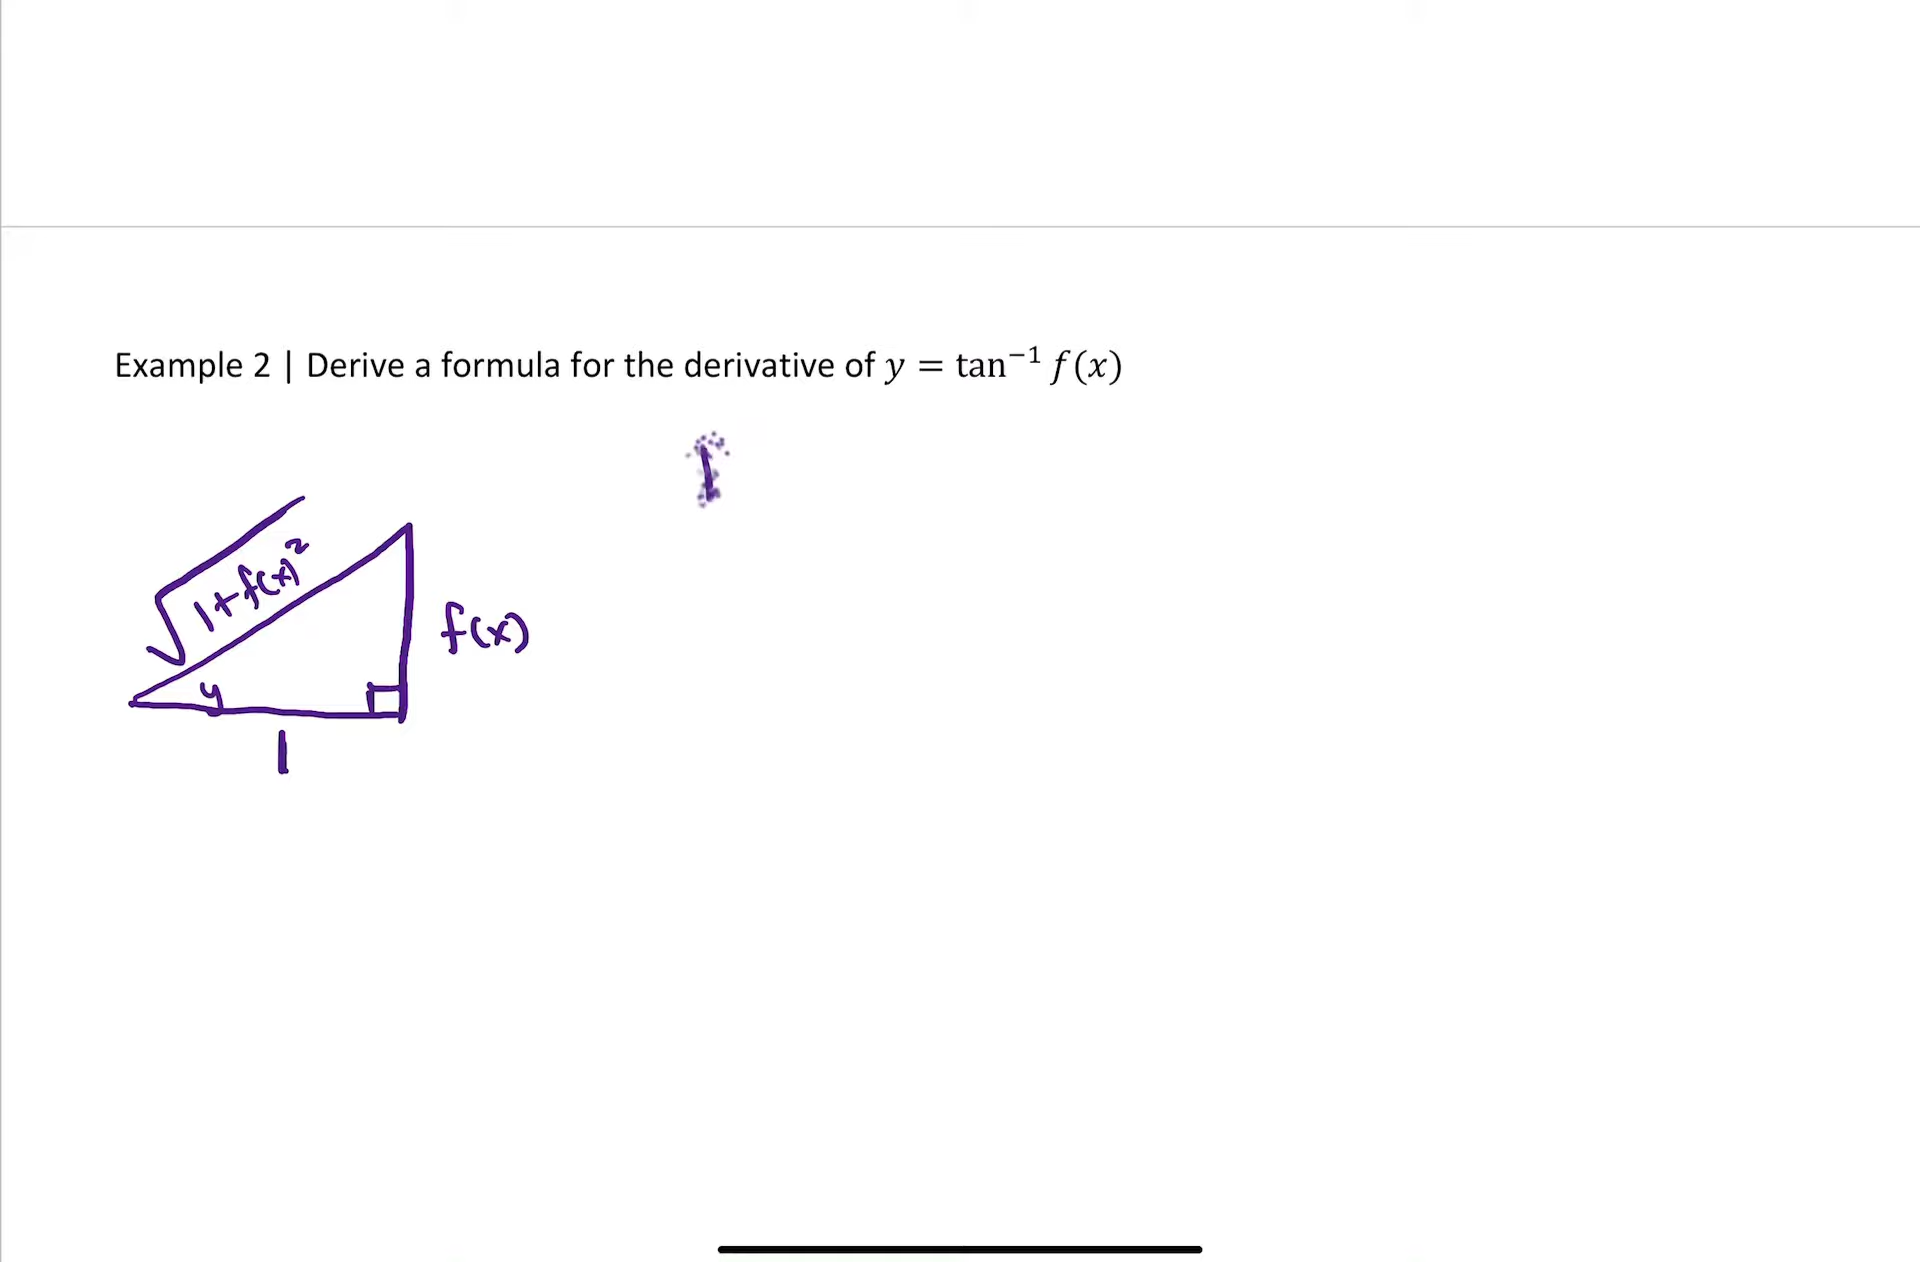 Example 2 | Derive a formula for the derivative of y = tan⁻¹ f(x)
√1+f(x)²
f(x)
y
1